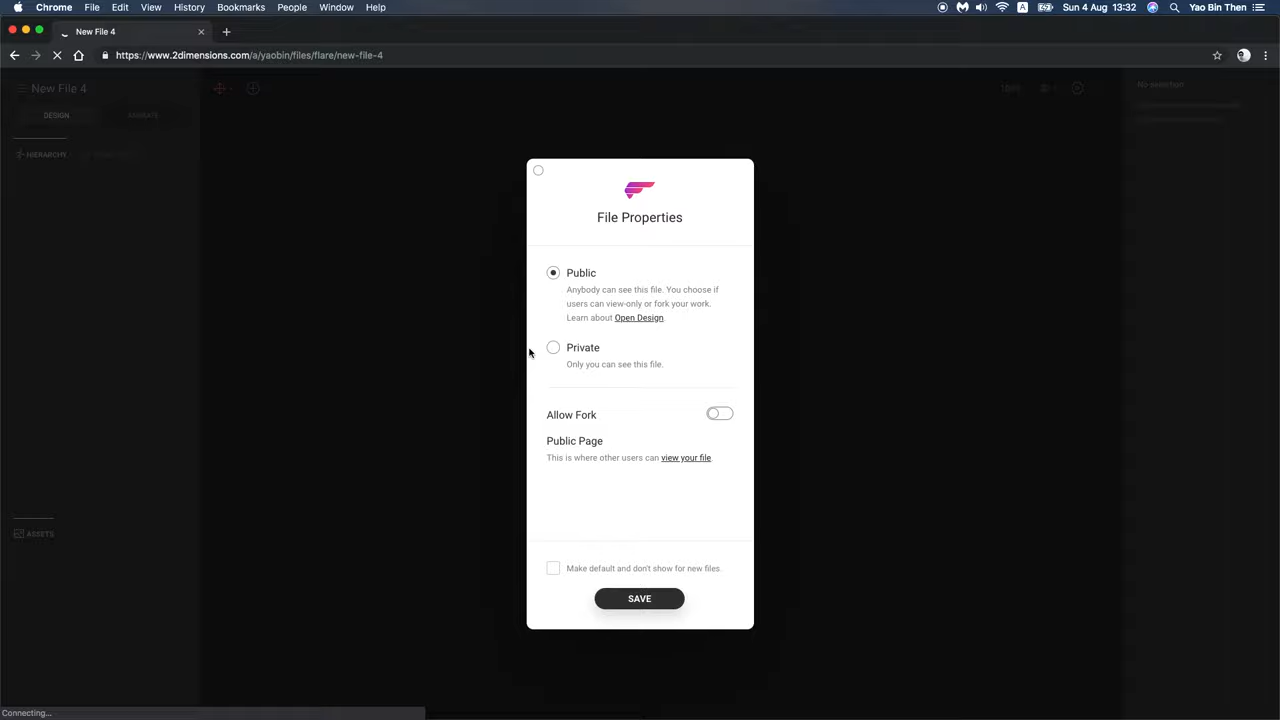 Chrome File Edit View History Bookmarks People Window Help
A
Sun 4 Aug 13:32
Yao Bin Then
New File 4
https://www.2dimensions.com/a/yaobin/files/flare/new-file-4
New File 4
No selection
DESIGN
ANIMATE
HIERARCHY
File Properties
Public
Anybody can see this file. You choose if
users can view-only or fork your work.
Learn about Open Design.
Private
Only you can see this file.
Allow Fork
Public Page
This is where other users can view your file.
ASSETS
Make default and don't show for new files.
SAVE
Connecting...